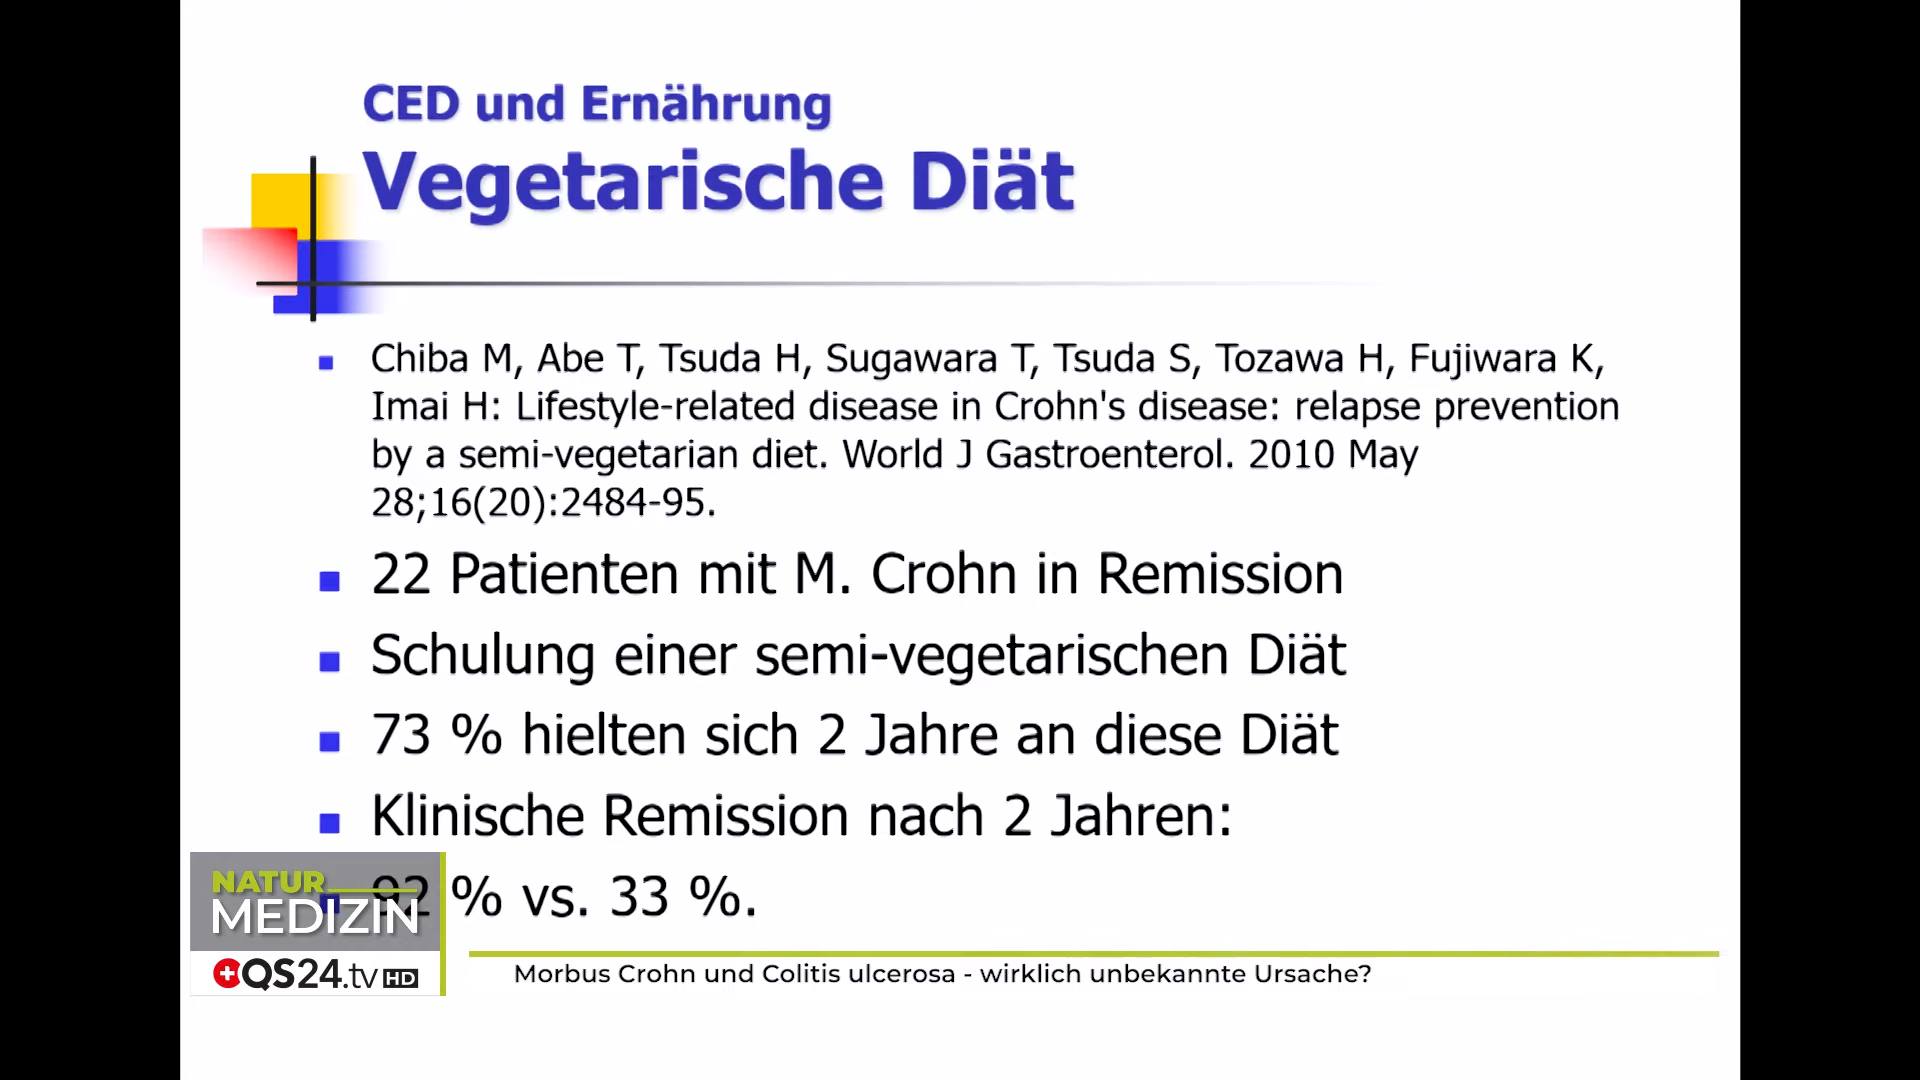 CED und Ernährung
Vegetarische Diät
Chiba M, Abe T, Tsuda H, Sugawara T, Tsuda S, Tozawa H, Fujiwara K,
Imai H: Lifestyle-related disease in Crohn's disease: relapse prevention
by a semi-vegetarian diet. World J Gastroenterol. 2010 May
28;16(20):2484-95.
22 Patienten mit M. Crohn in Remission
Schulung einer semi-vegetarischen Diät
73 % hielten sich 2 Jahre an diese Diät
Klinische Remission nach 2 Jahren:
92 % vs. 33 %.
NATUR
MEDIZIN
QS24.tv HD
Morbus Crohn und Colitis ulcerosa - wirklich unbekannte Ursache?